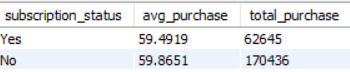 subscription_status avg_purchase total_purchase
Yes 59.4919 62645
No 59.8651 170436